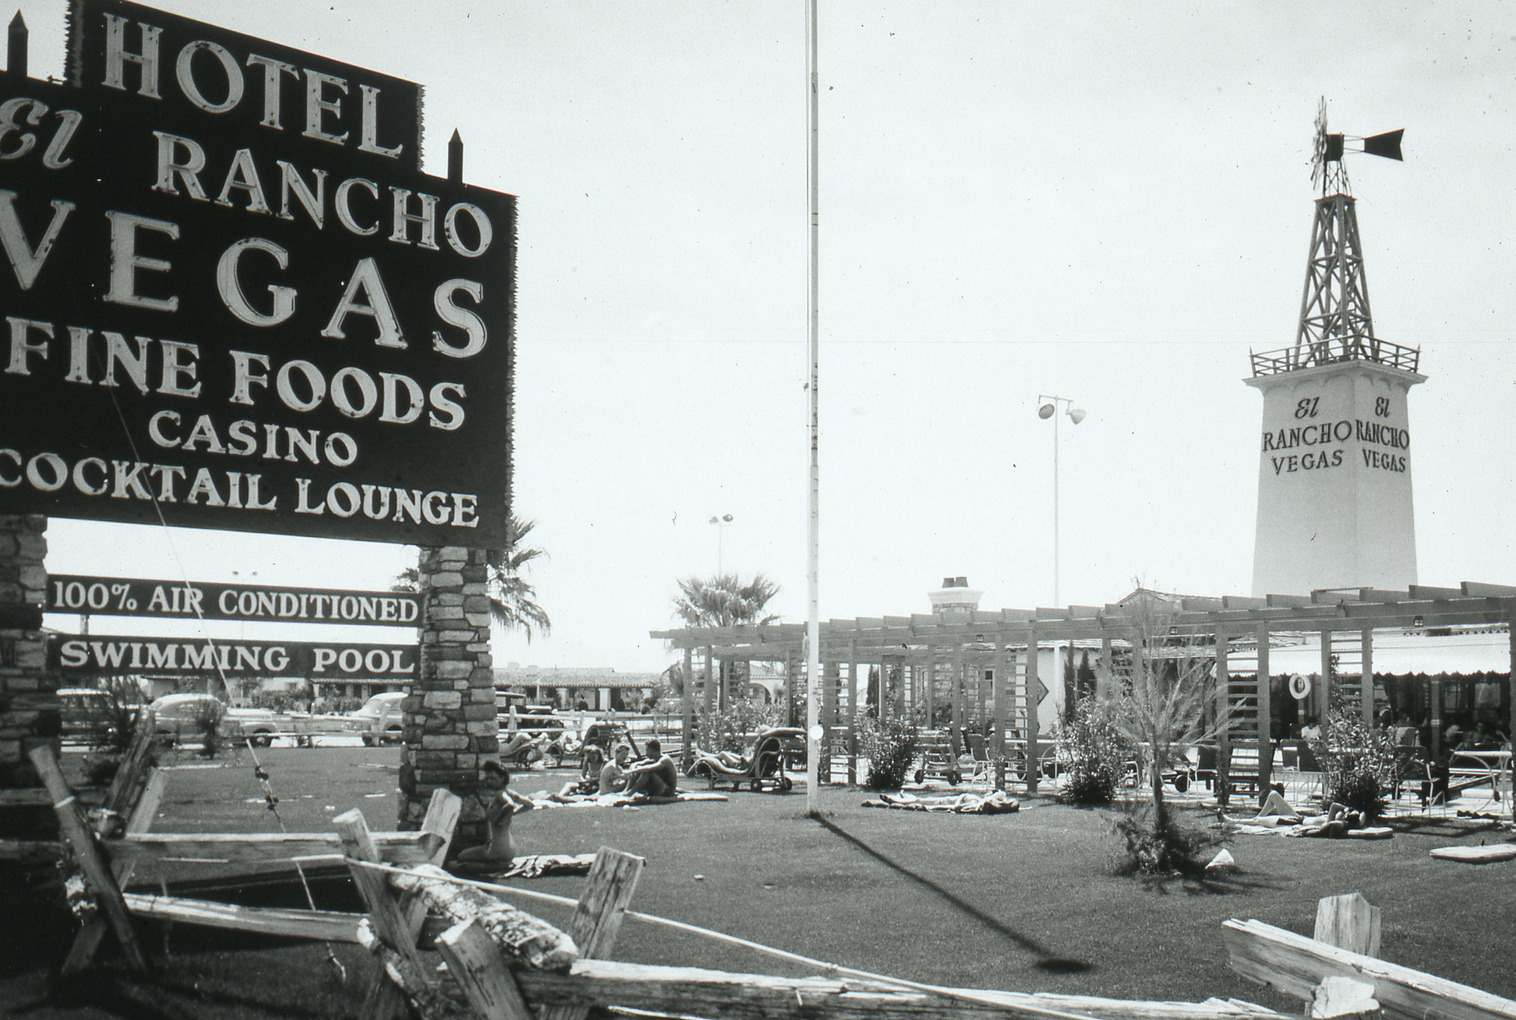 HOTEL
El RANCHO
VEGAS
FINE FOODS
CASINO
COCKTAIL LOUNGE
100% AIR CONDITIONED
SWIMMING POOL
El
RANCHO
VEGAS
El
RANCHO
VEGAS